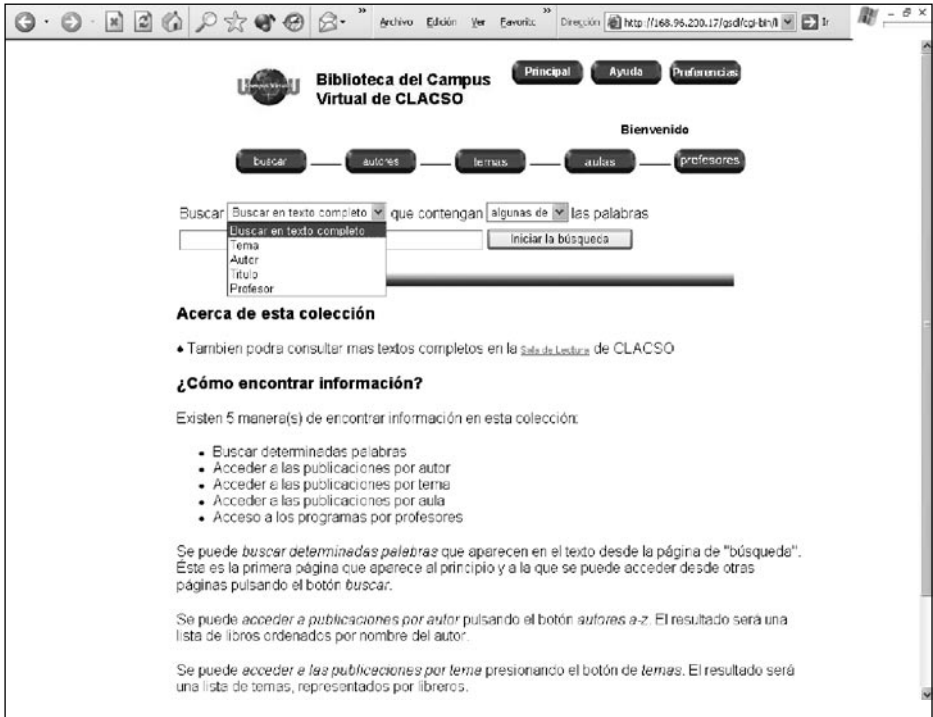 Archivo Edición Ver Favorito Dirección http://168.96.200.17/gsdl/cgi-bin/l Ir
Principal Ayuda Preferencias
Biblioteca del Campus
Virtual de CLACSO
Bienvenido
buscar autores temas aulas profesores
Buscar Buscar en texto completo que contengan algunas de las palabras
Buscar en texto completo
Iniciar la búsqueda
Tema
Autor
Titulo
Profesor
Acerca de esta colección
• Tambien podra consultar mas textos completos en la Sala de Lectura de CLACSO
¿Cómo encontrar información?
Existen 5 manera(s) de encontrar información en esta colección:
• Buscar determinadas palabras
• Acceder a las publicaciones por autor
• Acceder a las publicaciones por tema
• Acceder a las publicaciones por aula
• Acceso a los programas por profesores
Se puede buscar determinadas palabras que aparecen en el texto desde la página de "búsqueda".
Ésta es la primera página que aparece al principio y a la que se puede acceder desde otras
páginas pulsando el botón buscar.
Se puede acceder a publicaciones por autor pulsando el botón autores a-z. El resultado será una
lista de libros ordenados por nombre del autor.
Se puede acceder a las publicaciones por tema presionando el botón de temas. El resultado será
una lista de temas, representados por libreros.